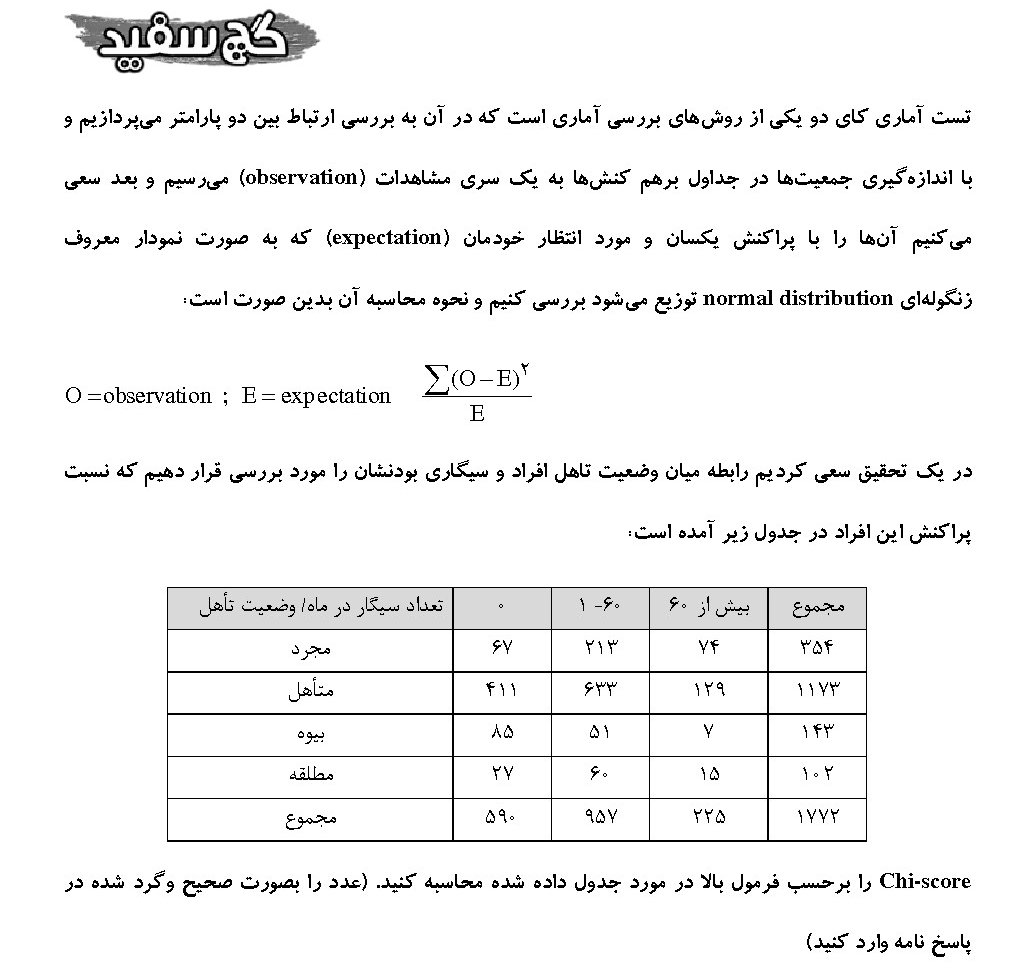 گچ سفید
تست آماری کای دو یکی از روش‌های بررسی آماری است که در آن به بررسی ارتباط بین دو پارامتر می‌پردازیم و
با اندازه‌گیری جمعیت‌ها در جداول برهم کنش‌ها به یک سری مشاهدات (observation) می‌رسیم و بعد سعی
می‌کنیم آن‌ها را با پراکنش یکسان و مورد انتظار خودمان (expectation) که به صورت نمودار معروف
زنگوله‌ای normal distribution توزیع می‌شود بررسی کنیم و نحوه محاسبه آن بدین صورت است:
O = observation ; E = expectation ∑(O − E)^۲ / E
در یک تحقیق سعی کردیم رابطه میان وضعیت تاهل افراد و سیگاری بودنشان را مورد بررسی قرار دهیم که نسبت
پراکنش این افراد در جدول زیر آمده است:
تعداد سیگار در ماه/ وضعیت تأهل ۰ ۱ -۶۰ بیش از ۶۰ مجموع
مجرد ۶۷ ۲۱۳ ۷۴ ۳۵۴
متأهل ۴۱۱ ۶۳۳ ۱۲۹ ۱۱۷۳
بیوه ۸۵ ۵۱ ۷ ۱۴۳
مطلقه ۲۷ ۶۰ ۱۵ ۱۰۲
مجموع ۵۹۰ ۹۵۷ ۲۲۵ ۱۷۷۲
Chi-score را برحسب فرمول بالا در مورد جدول داده شده محاسبه کنید. (عدد را بصورت صحیح وگرد شده در
پاسخ نامه وارد کنید)